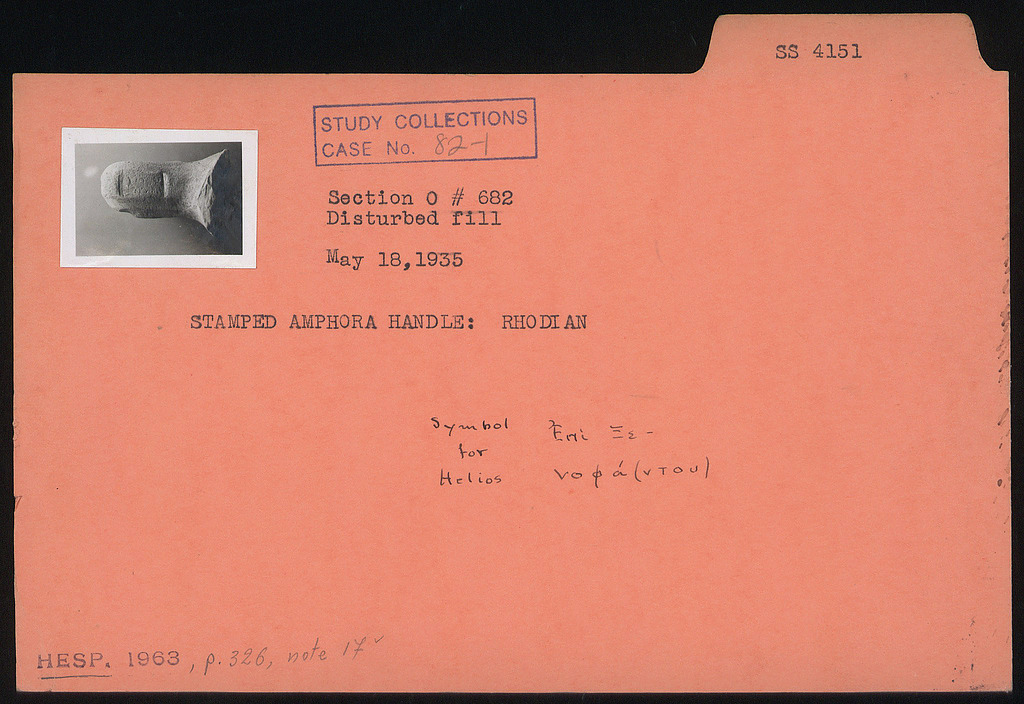 SS 4151
STUDY COLLECTIONS
CASE No. 82-1
Section O # 682
Disturbed fill
May 18,1935
STAMPED AMPHORA HANDLE: RHODIAN
Symbol Ἐπὶ Ξε-
for
Helios νοφά(ντου)
HESP. 1963, p. 326, note 17